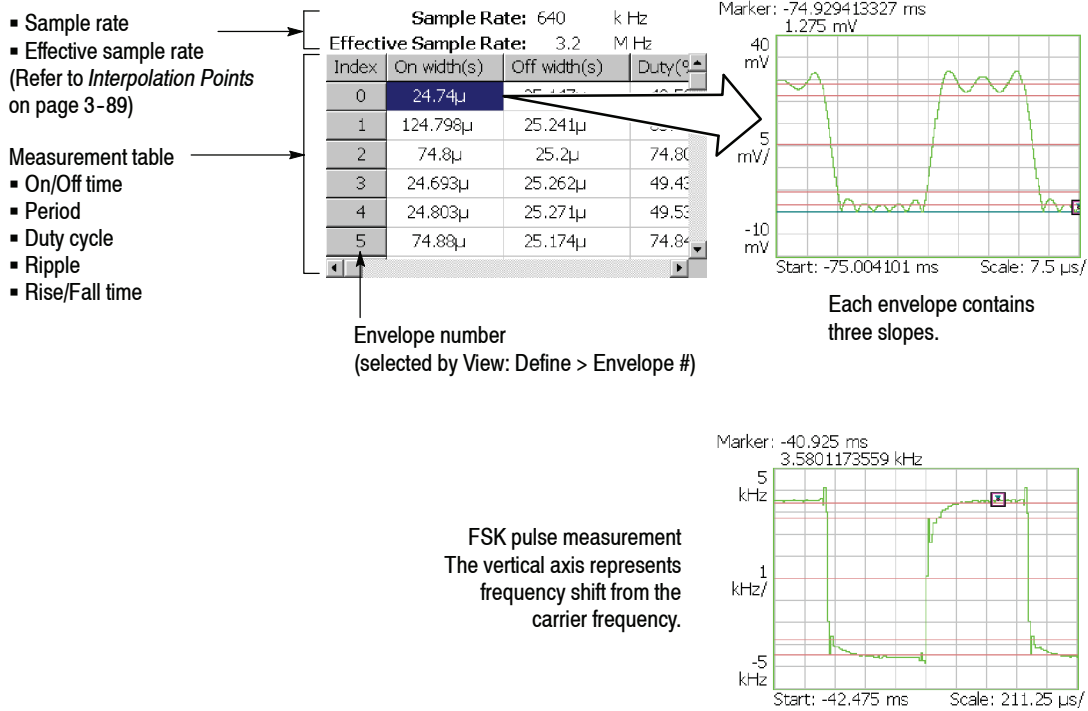 ▪ Sample rate
▪ Effective sample rate
(Refer to Interpolation Points
on page 3-89)
Measurement table
▪ On/Off time
▪ Period
▪ Duty cycle
▪ Ripple
▪ Rise/Fall time
Sample Rate: 640 k Hz
Effective Sample Rate: 3.2 M Hz
Index On width(s) Off width(s) Duty(%
0 24.74µ
1 124.798µ 25.241µ
2 74.8µ 25.2µ 74.80
3 24.693µ 25.262µ 49.43
4 24.803µ 25.271µ 49.53
5 74.88µ 25.174µ 74.84
Envelope number
(selected by View: Define > Envelope #)
Marker: -74.929413327 ms
1.275 mV
40
mV
5
mV/
-10
mV
Start: -75.004101 ms Scale: 7.5 µs/
Each envelope contains
three slopes.
FSK pulse measurement
The vertical axis represents
frequency shift from the
carrier frequency.
Marker: -40.925 ms
3.5801173559 kHz
5
kHz
1
kHz/
-5
kHz
Start: -42.475 ms Scale: 211.25 µs/